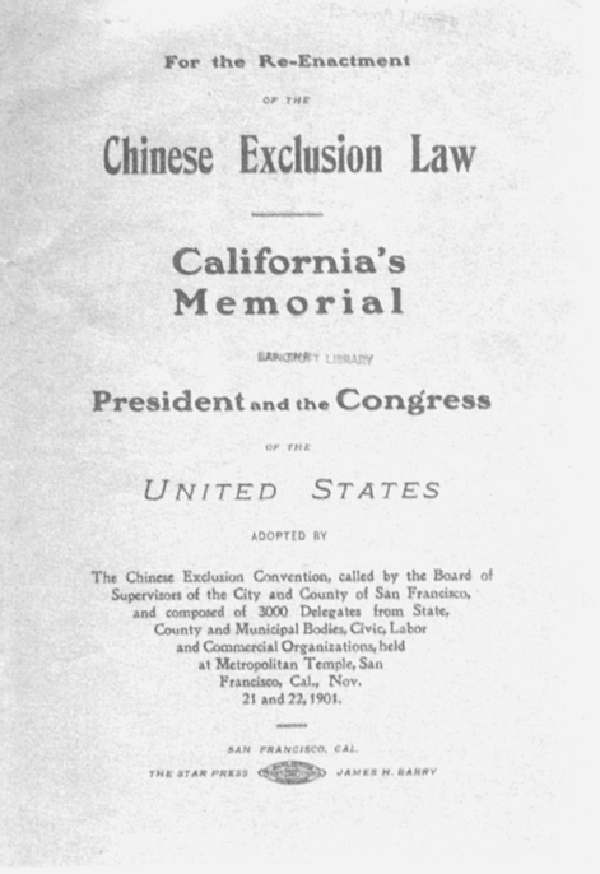 For the Re-Enactment
OF THE
Chinese Exclusion Law
California's
Memorial
BANCROFT LIBRARY
President and the Congress
OF THE
UNITED STATES
ADOPTED BY
The Chinese Exclusion Convention, called by the Board of
Supervisors of the City and County of San Francisco,
and composed of 3000 Delegates from State,
County and Municipal Bodies, Civic, Labor
and Commercial Organizations, held
at Metropolitan Temple, San
Francisco, Cal., Nov.
21 and 22, 1901.
SAN FRANCISCO, CAL.
THE STAR PRESS JAMES H. BARRY